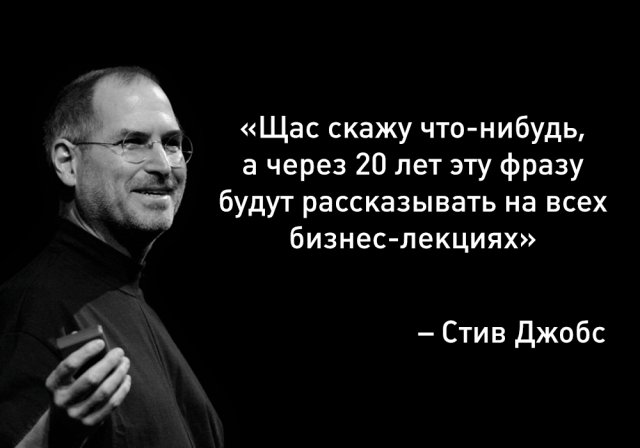 «Щас скажу что-нибудь,
а через 20 лет эту фразу
будут рассказывать на всех
бизнес-лекциях»
– Стив Джобс